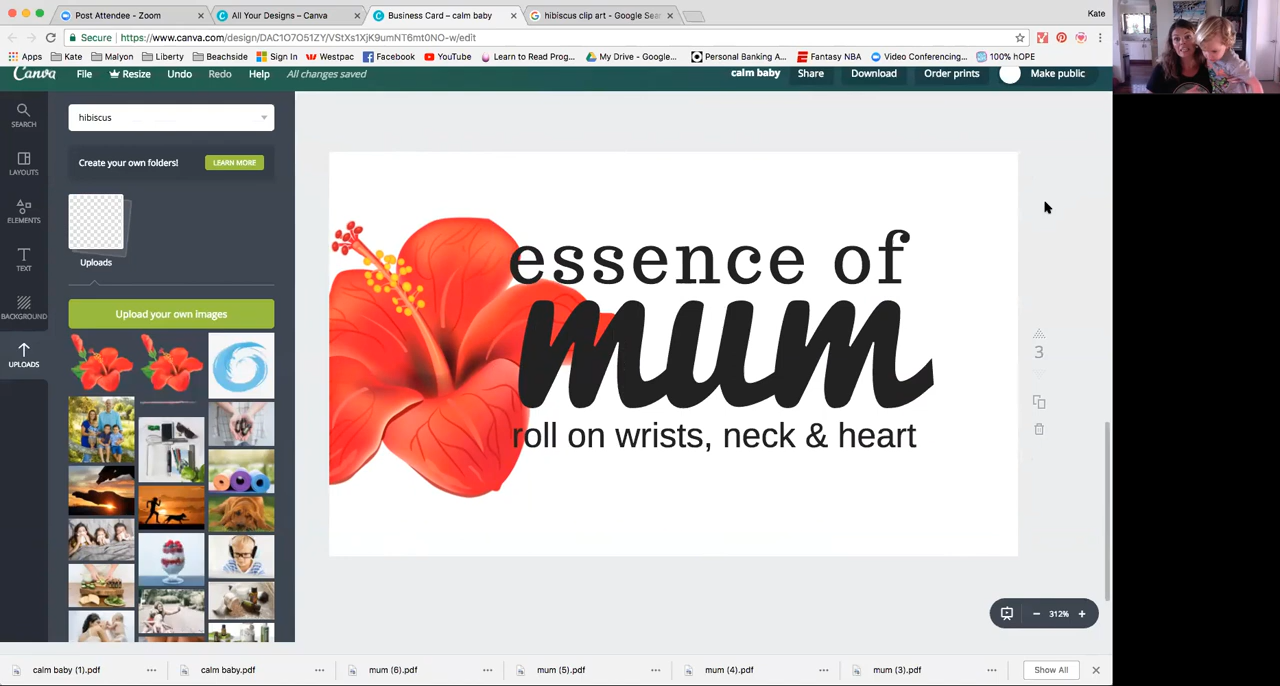 Post Attendee - Zoom
All Your Designs – Canva
Business Card – calm baby
hibiscus clip art - Google Sea
Kate
Secure
https://www.canva.com/design/DAC1O7O51ZY/VStXs1XjK9umNT6mt0NO-w/edit
Apps
Kate
Malyon
Liberty
Beachside
Sign In
Westpac
Facebook
YouTube
Learn to Read Prog...
My Drive - Google...
Personal Banking A...
Fantasy NBA
Video Conferencing...
100% hOPE
Canva
File
Resize
Undo
Redo
Help
All changes saved
calm baby
Share
Download
Order prints
Make public
SEARCH
LAYOUTS
ELEMENTS
TEXT
BACKGROUND
UPLOADS
hibiscus
Create your own folders!
LEARN MORE
Uploads
Upload your own images
essence of
mum
roll on wrists, neck & heart
3
312%
calm baby (1).pdf
calm baby.pdf
mum (6).pdf
mum (5).pdf
mum (4).pdf
mum (3).pdf
Show All